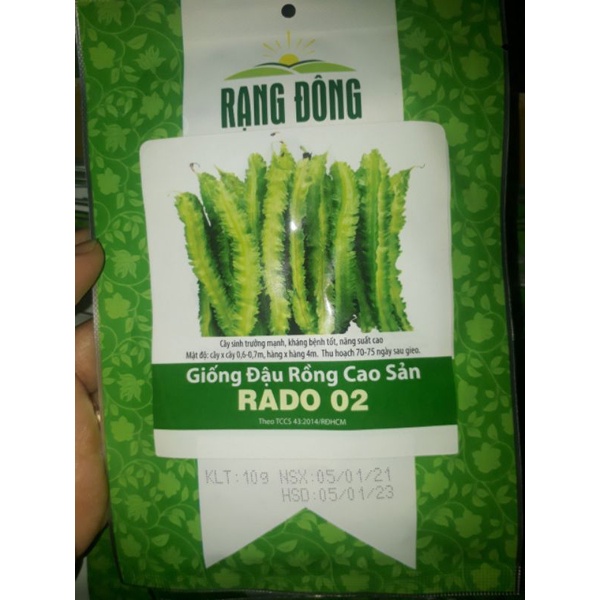 RẠNG ĐÔNG
Cây sinh trưởng mạnh, kháng bệnh tốt, năng suất cao
Mật độ: cây x cây 0,6-0,7m, hàng x hàng 4m. Thu hoạch 70-75 ngày sau gieo.
Giống Đậu Rồng Cao Sản
RADO 02
Theo TCCS 43:2014/RĐHCM
KLT:10g NSX:05/01/21
HSD:05/01/23